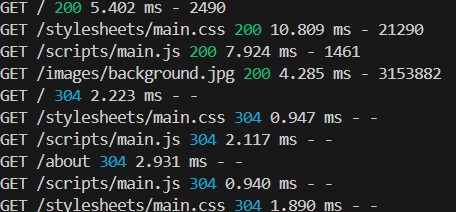 GET / 200 5.402 ms - 2490
GET /stylesheets/main.css 200 10.809 ms - 21290
GET /scripts/main.js 200 7.924 ms - 1461
GET /images/background.jpg 200 4.285 ms - 3153882
GET / 304 2.223 ms - -
GET /stylesheets/main.css 304 0.947 ms - -
GET /scripts/main.js 304 2.117 ms - -
GET /about 304 2.931 ms - -
GET /scripts/main.js 304 0.940 ms - -
GET /stylesheets/main.css 304 1.890 ms - -